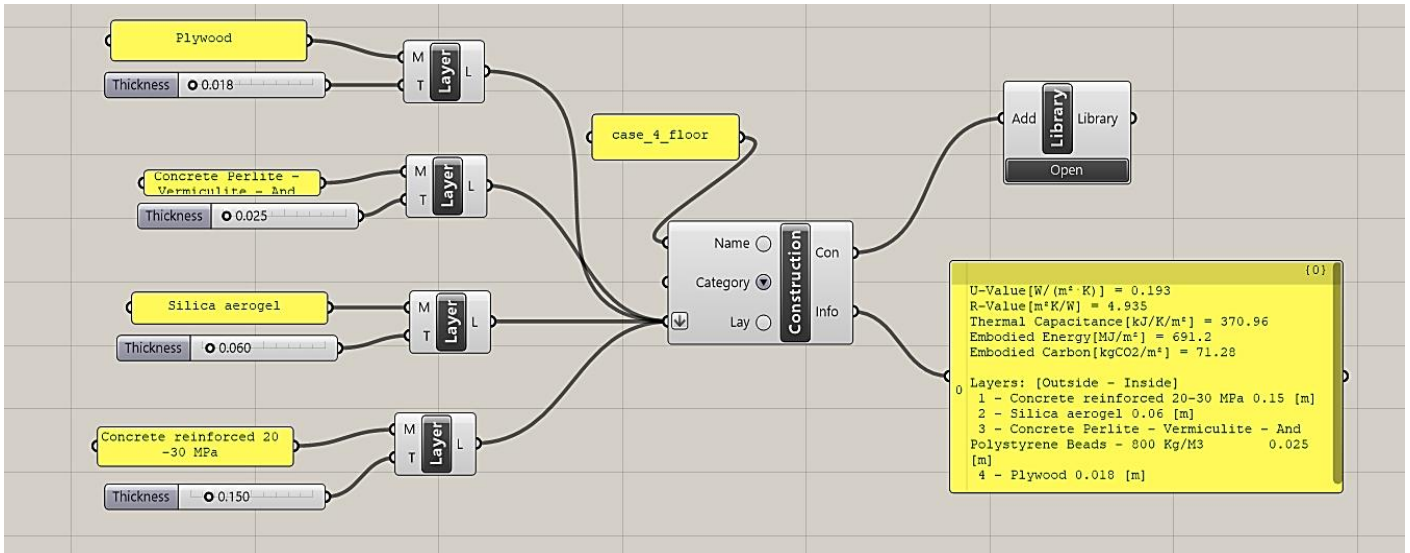 Plywood
M
T
Layer
L
Thickness
0.018
Concrete Perlite -
Vermiculite - And
M
T
Layer
L
Thickness
0.025
Silica aerogel
M
T
Layer
L
Thickness
0.060
Concrete reinforced 20
-30 MPa
M
T
Layer
L
Thickness
0.150
case_4_floor
Name
Category
Lay
Construction
Con
Info
Add
Library
Library
Open
{0}
0
U-Value[W/(m²·K)] = 0.193
R-Value[m²K/W] = 4.935
Thermal Capacitance[kJ/K/m²] = 370.96
Embodied Energy[MJ/m²] = 691.2
Embodied Carbon[kgCO2/m²] = 71.28
Layers: [Outside - Inside]
1 - Concrete reinforced 20-30 MPa 0.15 [m]
2 - Silica aerogel 0.06 [m]
3 - Concrete Perlite - Vermiculite - And
Polystyrene Beads - 800 Kg/M3 0.025
[m]
4 - Plywood 0.018 [m]